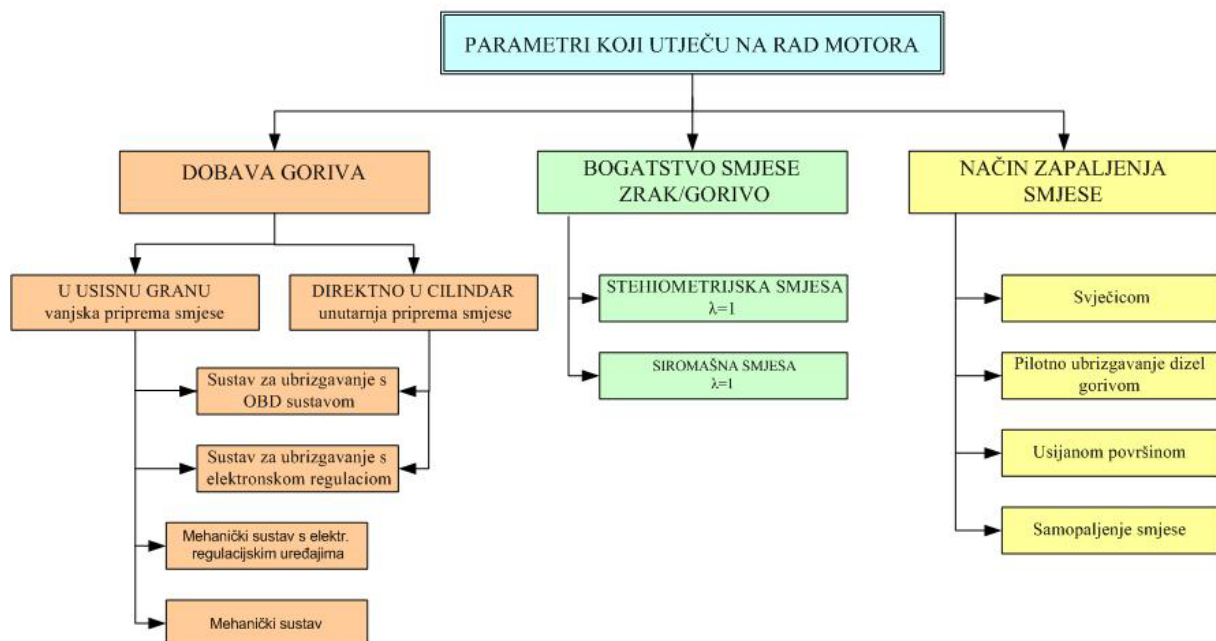 PARAMETRI KOJI UTJEČU NA RAD MOTORA
DOBAVA GORIVA
BOGATSTVO SMJESE
ZRAK/GORIVO
NAČIN ZAPALJENJA
SMJESE
U USISNU GRANU
vanjska priprema smjese
DIREKTNO U CILINDAR
unutarnja priprema smjese
Sustav za ubrizgavanje s
OBD sustavom
Sustav za ubrizgavanje s
elektronskom regulaciom
Mehanički sustav s elektr.
regulacijskim uređajima
Mehanički sustav
STEHIOMETRIJSKA SMJESA
λ=1
SIROMAŠNA SMJESA
λ=1
Svječicom
Pilotno ubrizgavanje dizel
gorivom
Usijanom površinom
Samopaljenje smjese